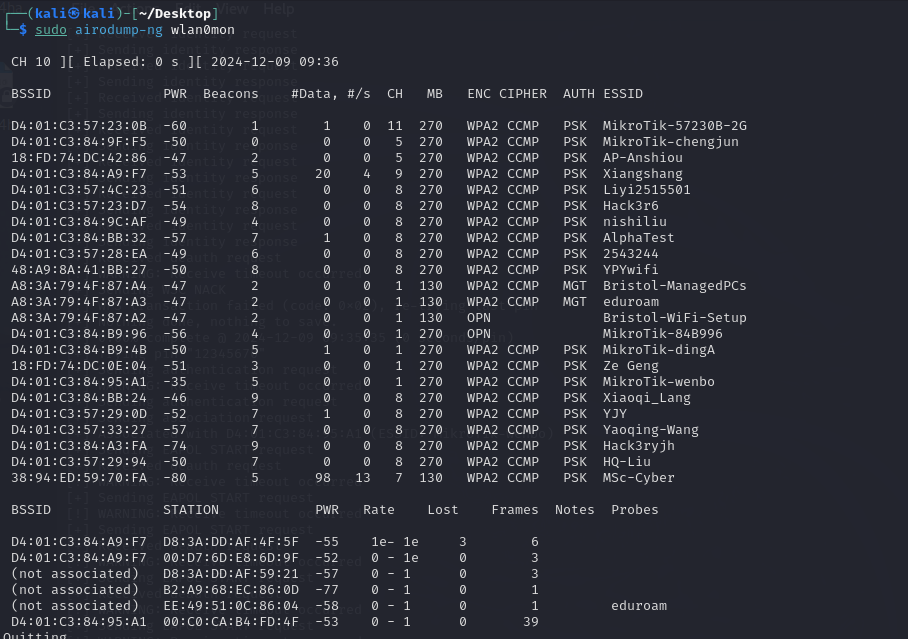 (kali㉿kali)-[~/Desktop]
$ sudo airodump-ng wlan0mon
CH 10 ][ Elapsed: 0 s ][ 2024-12-09 09:36
BSSID PWR Beacons #Data, #/s CH MB ENC CIPHER AUTH ESSID
D4:01:C3:57:23:0B -60 1 1 0 11 270 WPA2 CCMP PSK MikroTik-57230B-2G
D4:01:C3:84:9F:F5 -50 0 0 0 5 270 WPA2 CCMP PSK MikroTik-chengjun
18:FD:74:DC:42:86 -47 2 0 0 5 270 WPA2 CCMP PSK AP-Anshiou
D4:01:C3:84:A9:F7 -53 5 20 4 9 270 WPA2 CCMP PSK Xiangshang
D4:01:C3:57:4C:23 -51 6 0 0 8 270 WPA2 CCMP PSK Liyi2515501
D4:01:C3:57:23:D7 -54 8 0 0 8 270 WPA2 CCMP PSK Hack3r6
D4:01:C3:84:9C:AF -49 4 0 0 8 270 WPA2 CCMP PSK nishiliu
D4:01:C3:84:BB:32 -57 7 1 0 8 270 WPA2 CCMP PSK AlphaTest
D4:01:C3:57:28:EA -49 6 0 0 8 270 WPA2 CCMP PSK 2543244
48:A9:8A:41:BB:27 -50 8 0 0 8 270 WPA2 CCMP PSK YPYwifi
A8:3A:79:4F:87:A4 -47 2 0 0 1 130 WPA2 CCMP MGT Bristol-ManagedPCs
A8:3A:79:4F:87:A3 -47 2 0 0 1 130 WPA2 CCMP MGT eduroam
A8:3A:79:4F:87:A2 -47 2 0 0 1 130 OPN Bristol-WiFi-Setup
D4:01:C3:84:B9:96 -56 4 0 0 1 270 OPN MikroTik-84B996
D4:01:C3:84:B9:4B -50 5 1 0 1 270 WPA2 CCMP PSK MikroTik-dingA
18:FD:74:DC:0E:04 -51 3 0 0 1 270 WPA2 CCMP PSK Ze Geng
D4:01:C3:84:95:A1 -35 5 0 0 1 270 WPA2 CCMP PSK MikroTik-wenbo
D4:01:C3:84:BB:24 -46 9 0 0 8 270 WPA2 CCMP PSK Xiaoqi_Lang
D4:01:C3:57:29:0D -52 7 1 0 8 270 WPA2 CCMP PSK YJY
D4:01:C3:57:33:27 -57 7 0 0 8 270 WPA2 CCMP PSK Yaoqing-Wang
D4:01:C3:84:A3:FA -74 9 0 0 8 270 WPA2 CCMP PSK Hack3ryjh
D4:01:C3:57:29:94 -50 8 0 0 8 270 WPA2 CCMP PSK HQ-Liu
38:94:ED:59:70:FA -80 5 98 13 7 130 WPA2 CCMP PSK MSc-Cyber
BSSID STATION PWR Rate Lost Frames Notes Probes
D4:01:C3:84:A9:F7 D8:3A:DD:AF:4F:5F -55 1e- 1e 3 6
D4:01:C3:84:A9:F7 00:D7:6D:E8:6D:9F -52 0 - 1e 0 3
(not associated) D8:3A:DD:AF:59:21 -57 0 - 1 0 3
(not associated) B2:A9:68:EC:86:0D -77 0 - 1 0 1
(not associated) EE:49:51:0C:86:04 -58 0 - 1 0 1 eduroam
D4:01:C3:84:95:A1 00:C0:CA:B4:FD:4F -53 0 - 1 0 39
Quitting